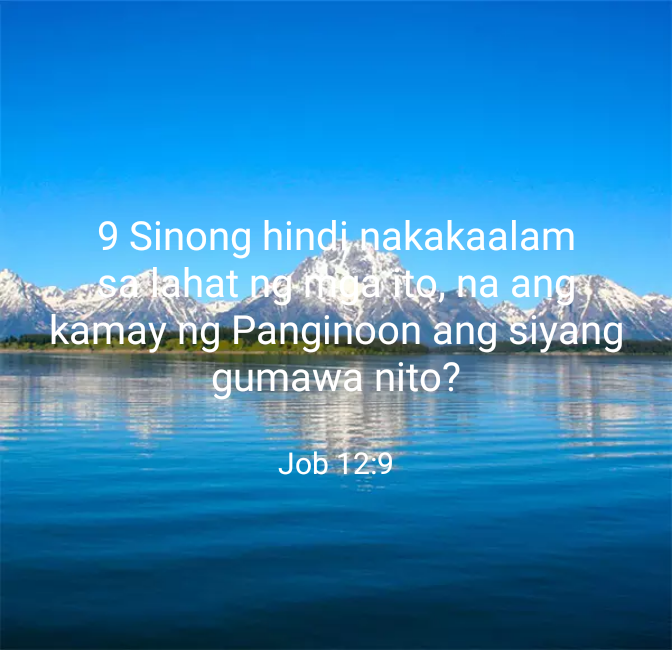 9 Sinong hindi nakakaalam
sa lahat ng mga ito, na ang
kamay ng Panginoon ang siyang
gumawa nito?
Job 12:9